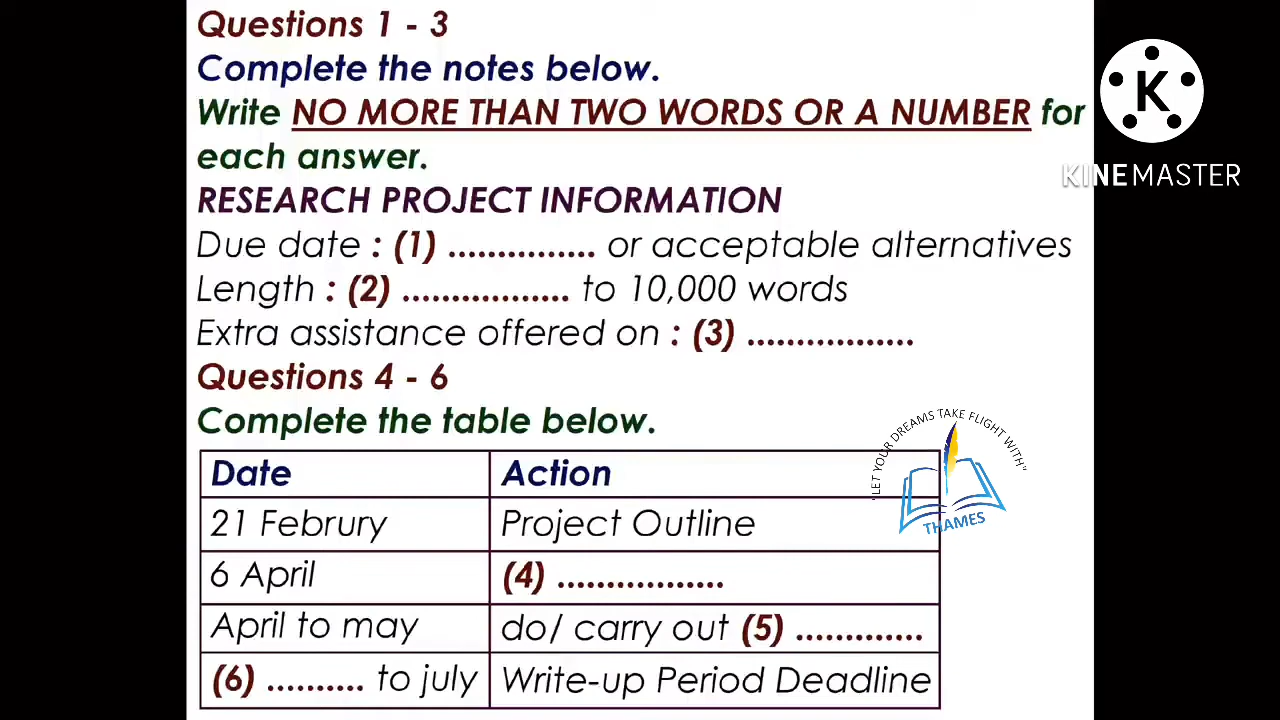 Questions 1 - 3
Complete the notes below.
Write NO MORE THAN TWO WORDS OR A NUMBER for
each answer.
RESEARCH PROJECT INFORMATION
Due date : (1) ............... or acceptable alternatives
Length : (2) ................. to 10,000 words
Extra assistance offered on : (3) .................
Questions 4 - 6
Complete the table below.
Date Action
21 Februry Project Outline
6 April (4) .................
April to may do/ carry out (5) .............
(6) .......... to july Write-up Period Deadline
K
KINEMASTER
"LET YOUR DREAMS TAKE FLIGHT WITH"
THAMES